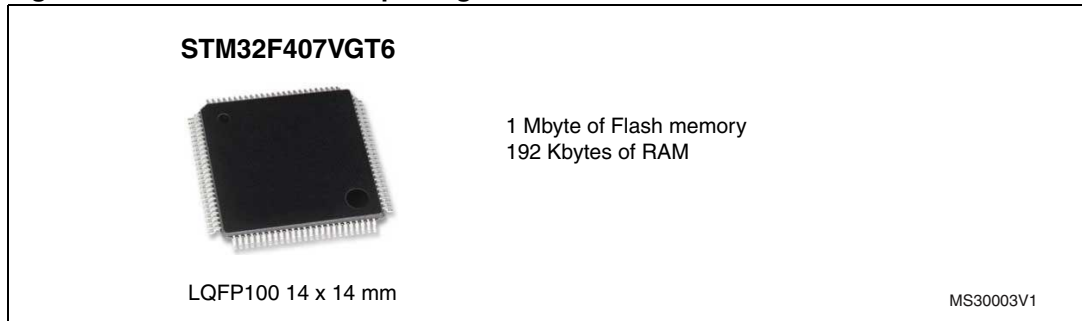 STM32F407VGT6
1 Mbyte of Flash memory
192 Kbytes of RAM
LQFP100 14 x 14 mm
MS30003V1